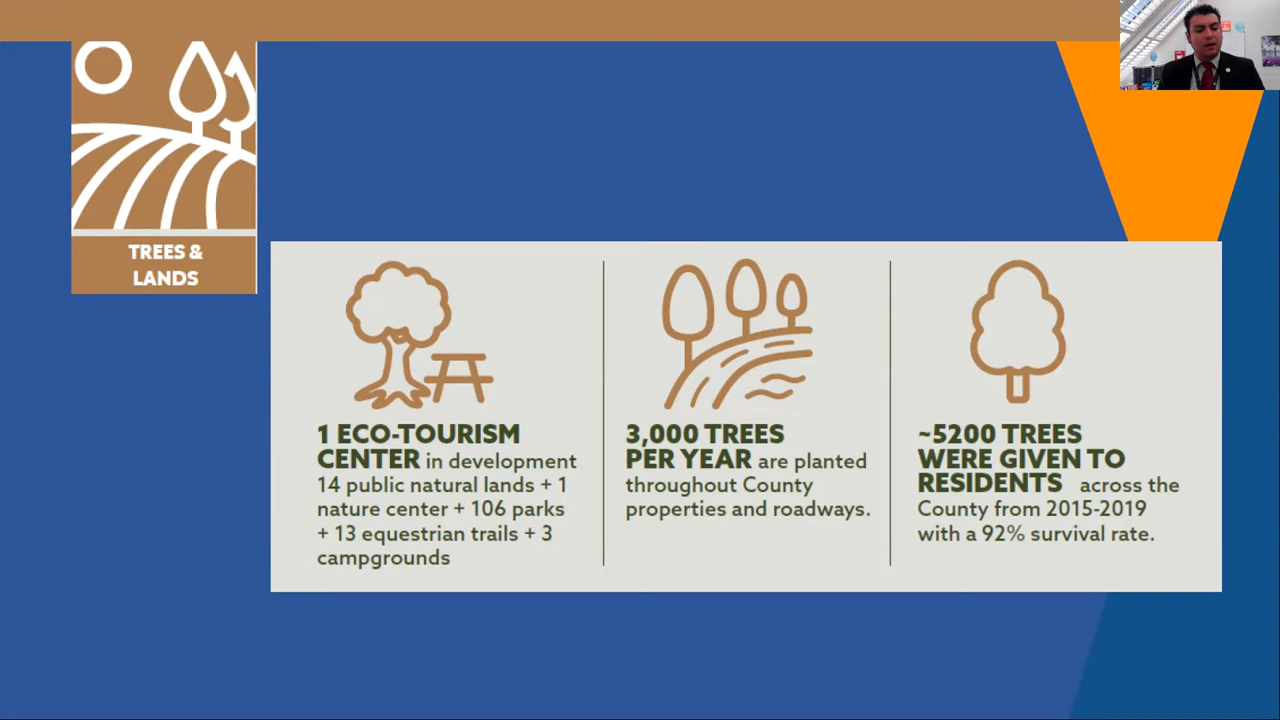 TREES &
LANDS
1 ECO-TOURISM
CENTER in development
14 public natural lands + 1
nature center + 106 parks
+ 13 equestrian trails + 3
campgrounds
3,000 TREES
PER YEAR are planted
throughout County
properties and roadways.
~5200 TREES
WERE GIVEN TO
RESIDENTS across the
County from 2015-2019
with a 92% survival rate.